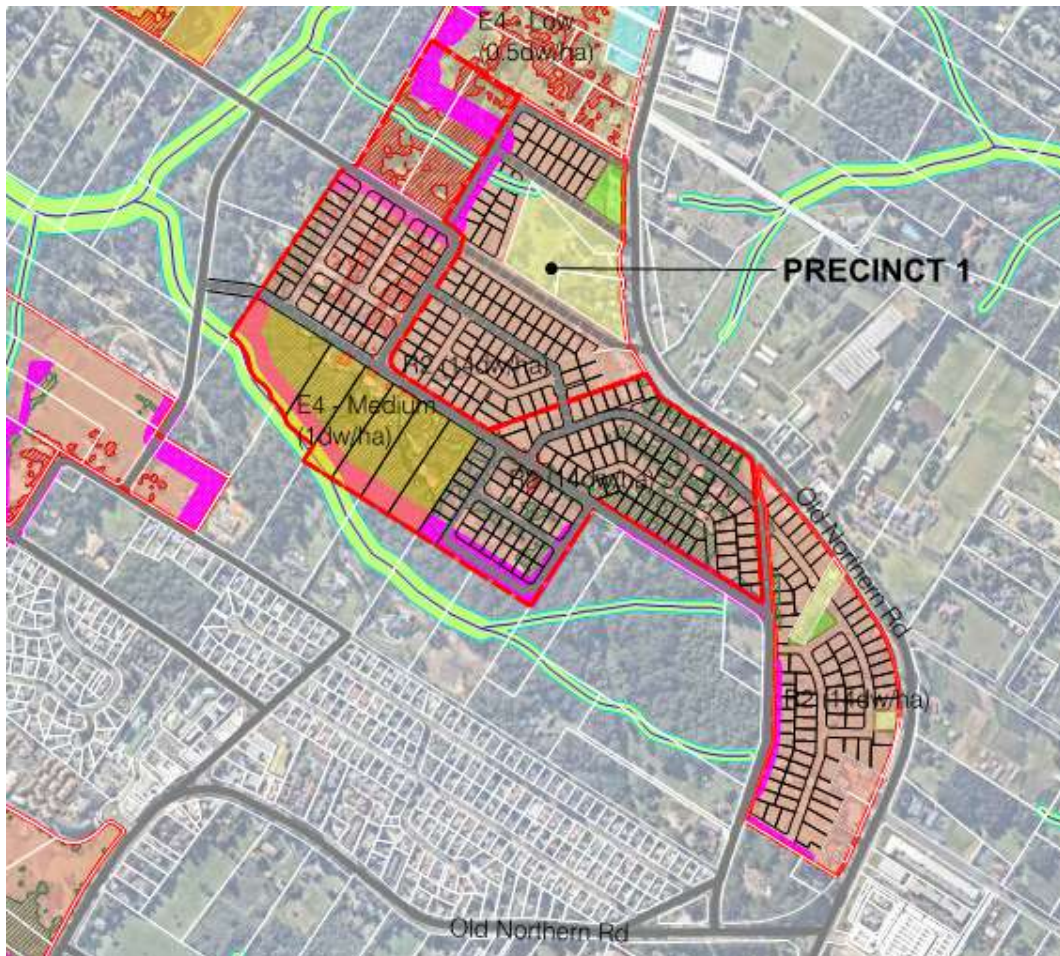 E4 - Low
(0.5dw/ha)
PRECINCT 1
R2 (14dw/ha)
E4 - Medium
(1dw/ha)
R2 (14dw/ha)
Old Northern Rd
R2 (14dw/ha)
Old Northern Rd